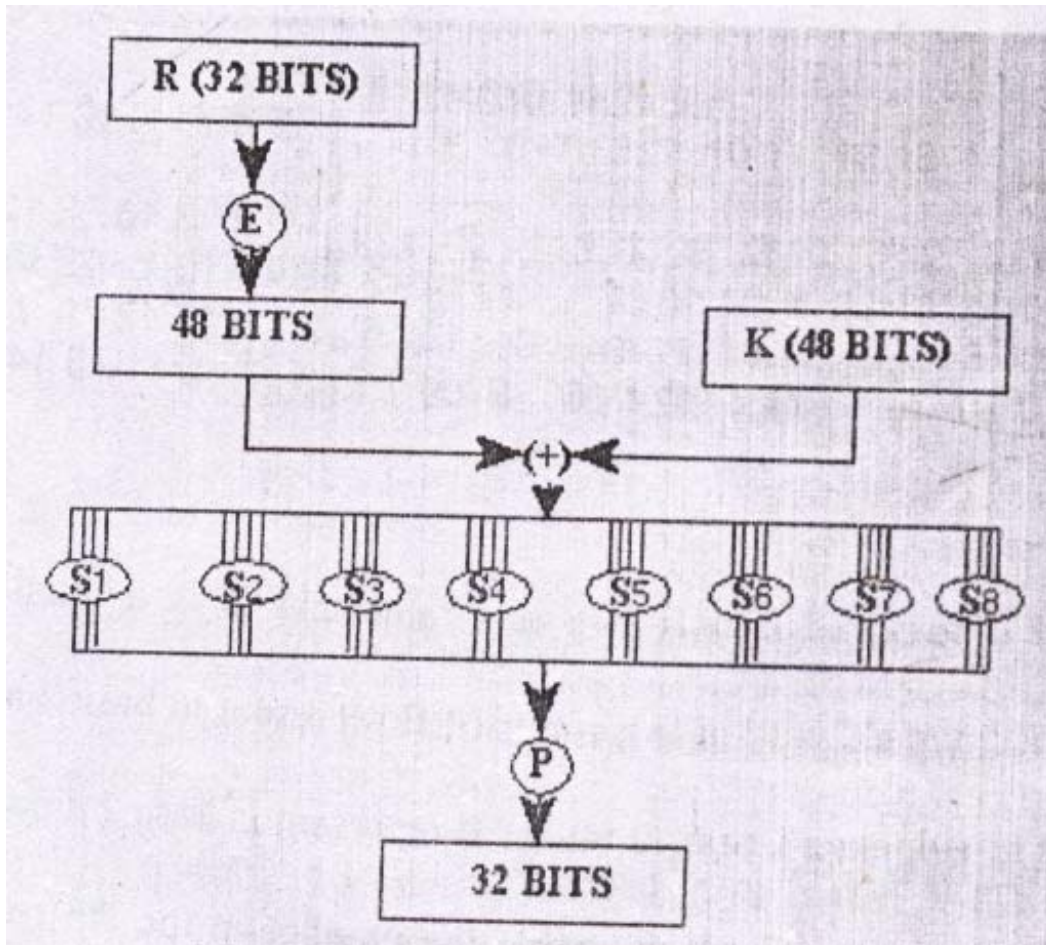 R (32 BITS)
E
48 BITS
K (48 BITS)
(+)
S1 S2 S3 S4 S5 S6 S7 S8
P
32 BITS